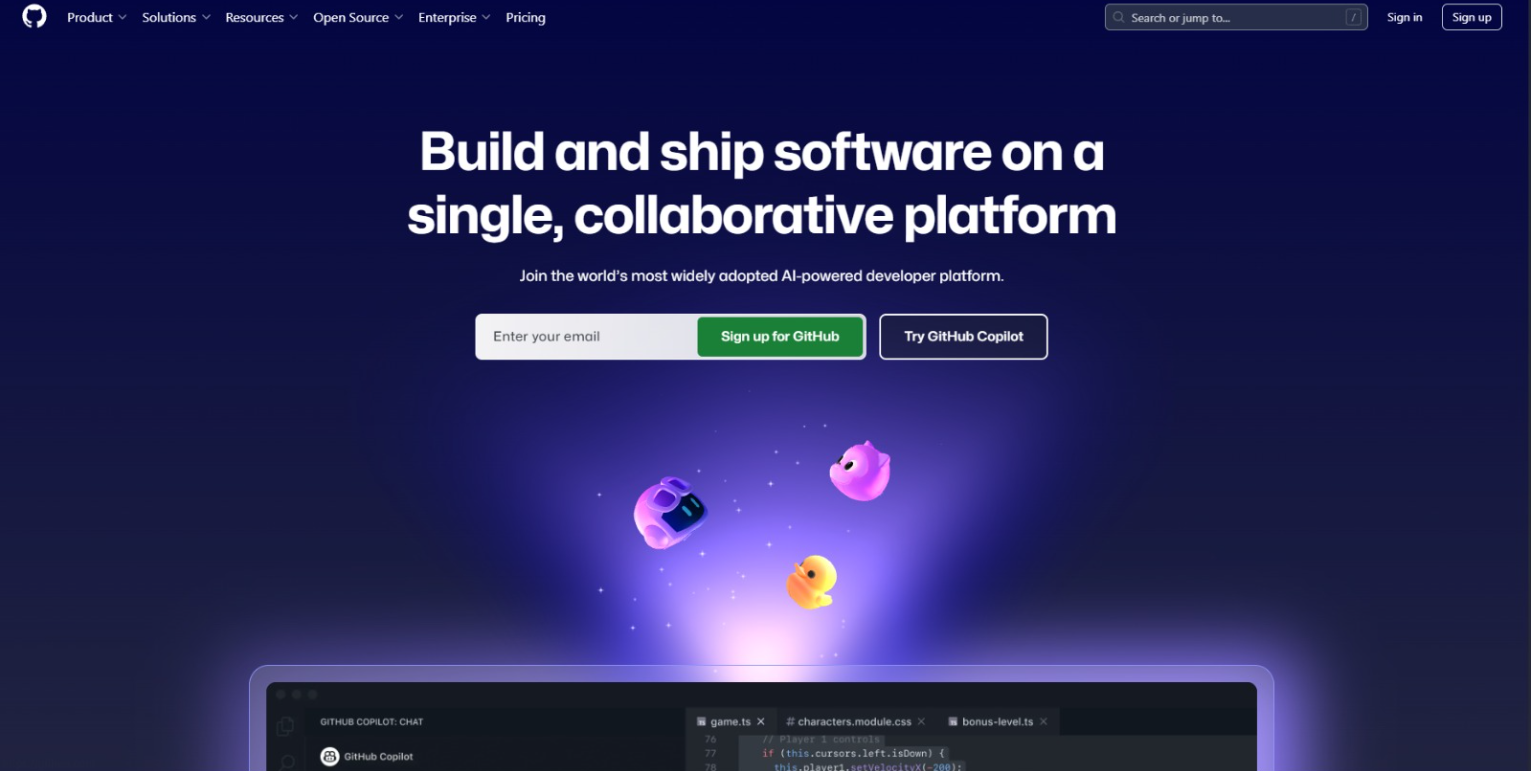 Product Solutions Resources Open Source Enterprise Pricing Search or jump to... / Sign in Sign up
Build and ship software on a
single, collaborative platform
Join the world's most widely adopted AI-powered developer platform.
Enter your email Sign up for GitHub Try GitHub Copilot
GITHUB COPILOT: CHAT
GitHub Copilot
game.ts # characters.module.css bonus-level.ts
76 // Player 1 controls
77 if (this.cursors.left.isDown) {
78 this.player1.setVelocityX(-200);